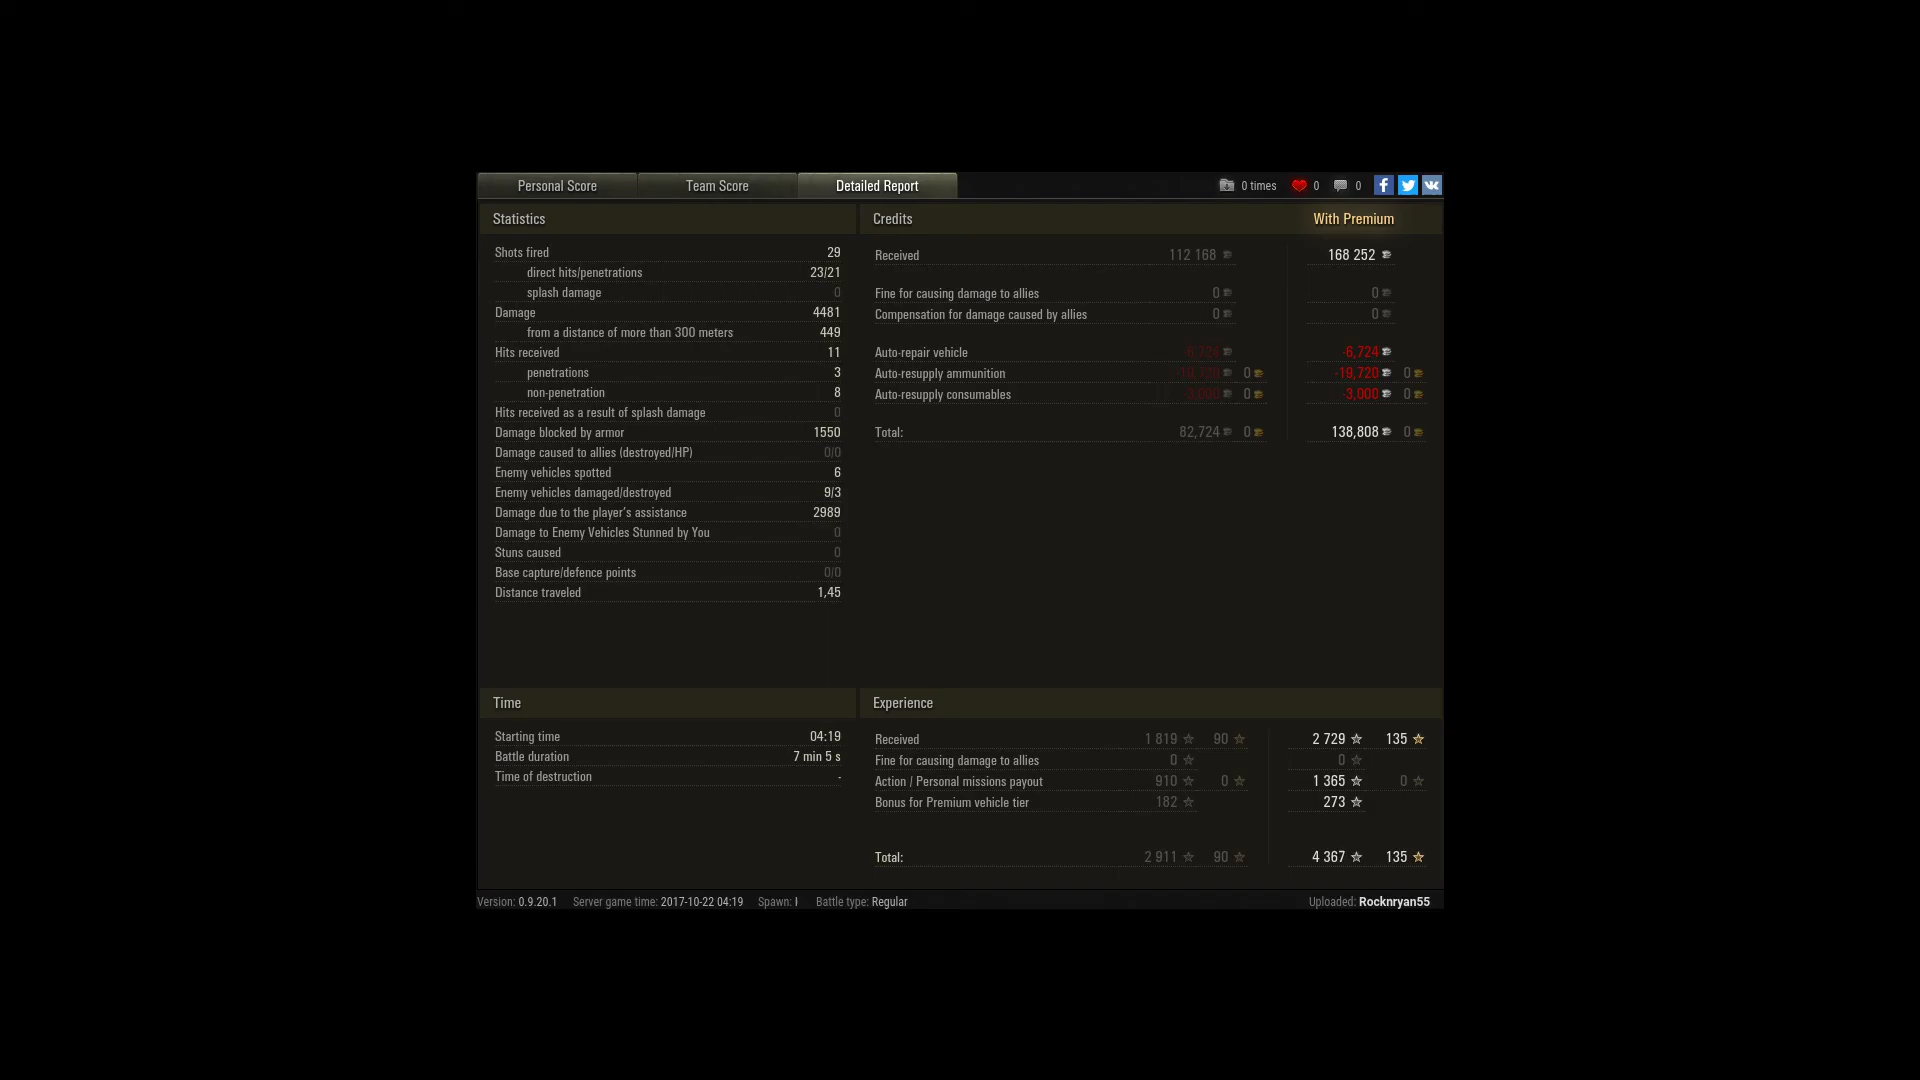 Personal Score Team Score Detailed Report 0 times 0 0
Statistics
Shots fired 29
direct hits/penetrations 23/21
splash damage 0
Damage 4481
from a distance of more than 300 meters 449
Hits received 11
penetrations 3
non-penetration 8
Hits received as a result of splash damage 0
Damage blocked by armor 1550
Damage caused to allies (destroyed/HP) 0/0
Enemy vehicles spotted 6
Enemy vehicles damaged/destroyed 9/3
Damage due to the player's assistance 2989
Damage to Enemy Vehicles Stunned by You 0
Stuns caused 0
Base capture/defence points 0/0
Distance traveled 1,45
Credits With Premium
Received 112 168 168 252
Fine for causing damage to allies 0 0
Compensation for damage caused by allies 0 0
Auto-repair vehicle -6,724 -6,724
Auto-resupply ammunition -19,720 0 -19,720 0
Auto-resupply consumables -3,000 0 -3,000 0
Total: 82,724 0 138,808 0
Time
Starting time 04:19
Battle duration 7 min 5 s
Time of destruction -
Experience
Received 1 819 90 2 729 135
Fine for causing damage to allies 0 0
Action / Personal missions payout 910 0 1 365 0
Bonus for Premium vehicle tier 182 273
Total: 2 911 90 4 367 135
Version: 0.9.20.1 Server game time: 2017-10-22 04:19 Spawn: I Battle type: Regular Uploaded: Rocknryan55